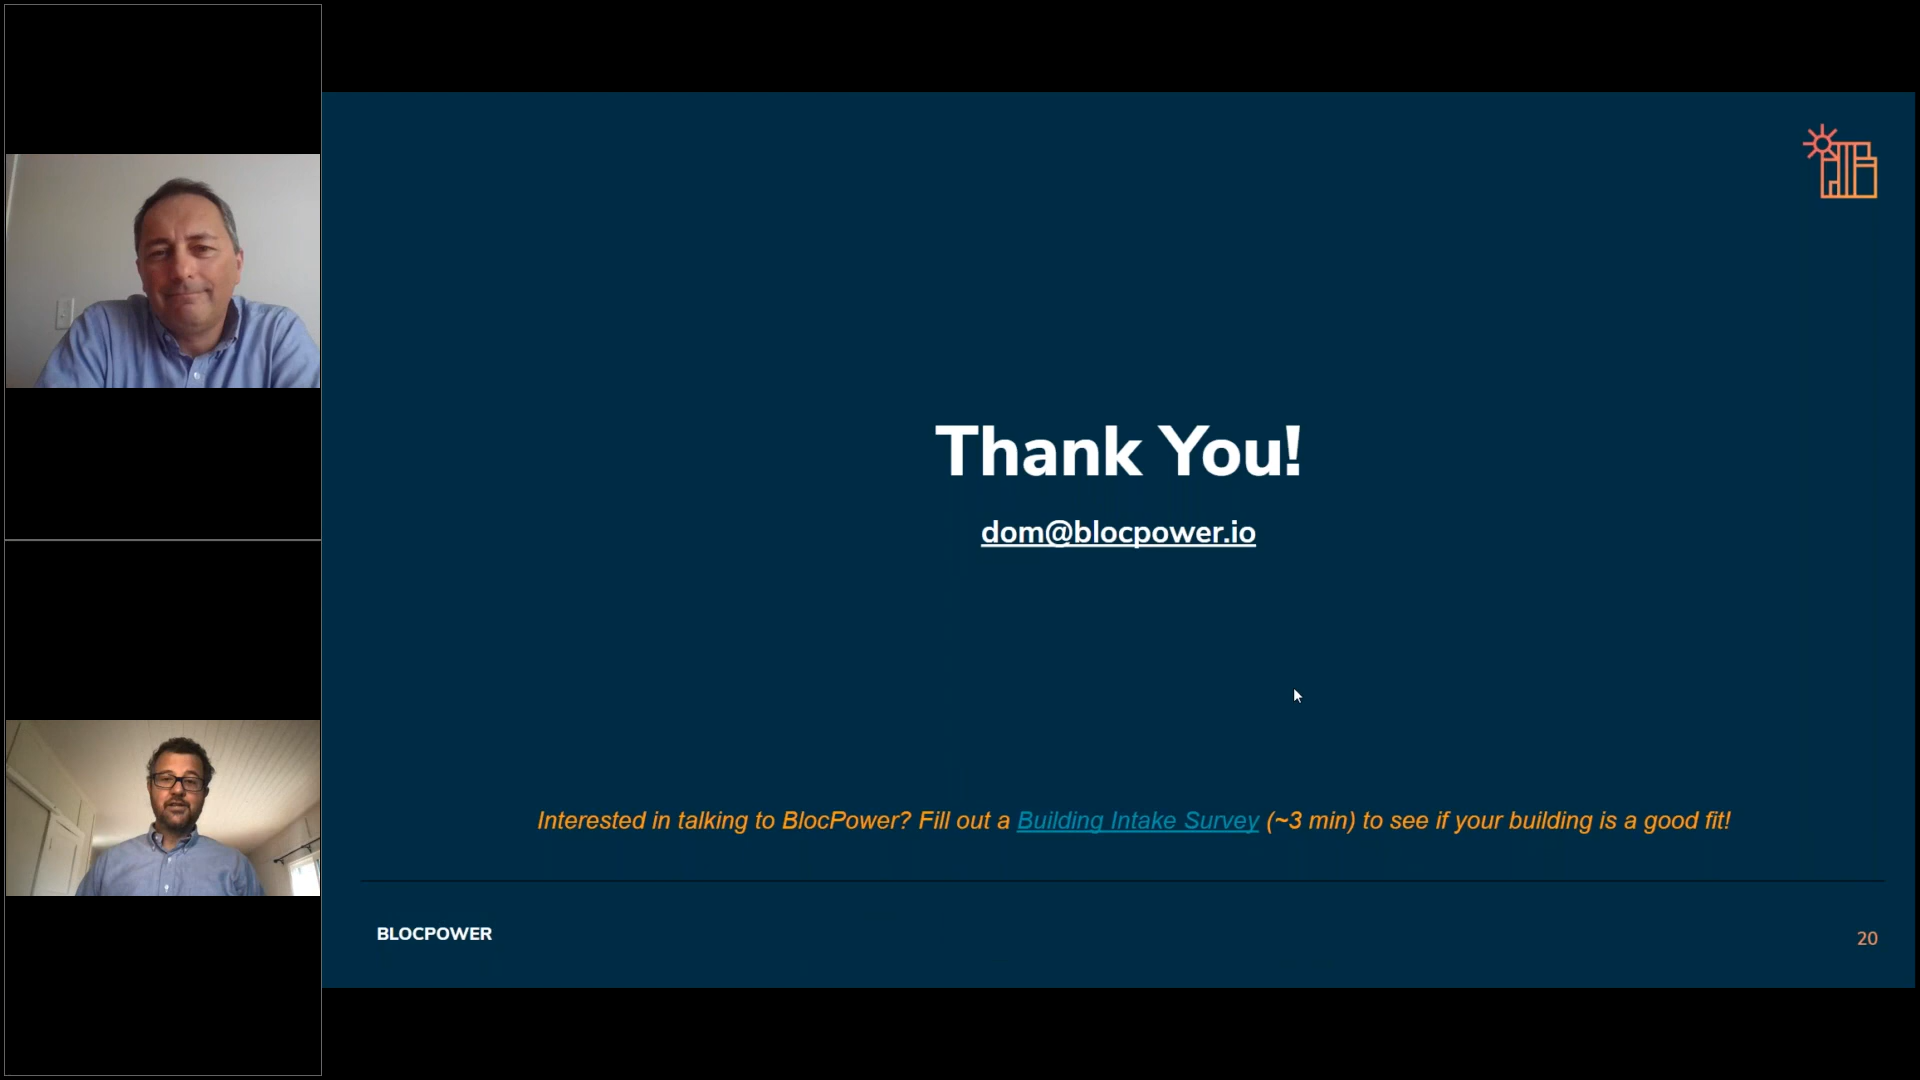 Thank You!
dom@blocpower.io
Interested in talking to BlocPower? Fill out a Building Intake Survey (~3 min) to see if your building is a good fit!
BLOCPOWER
20